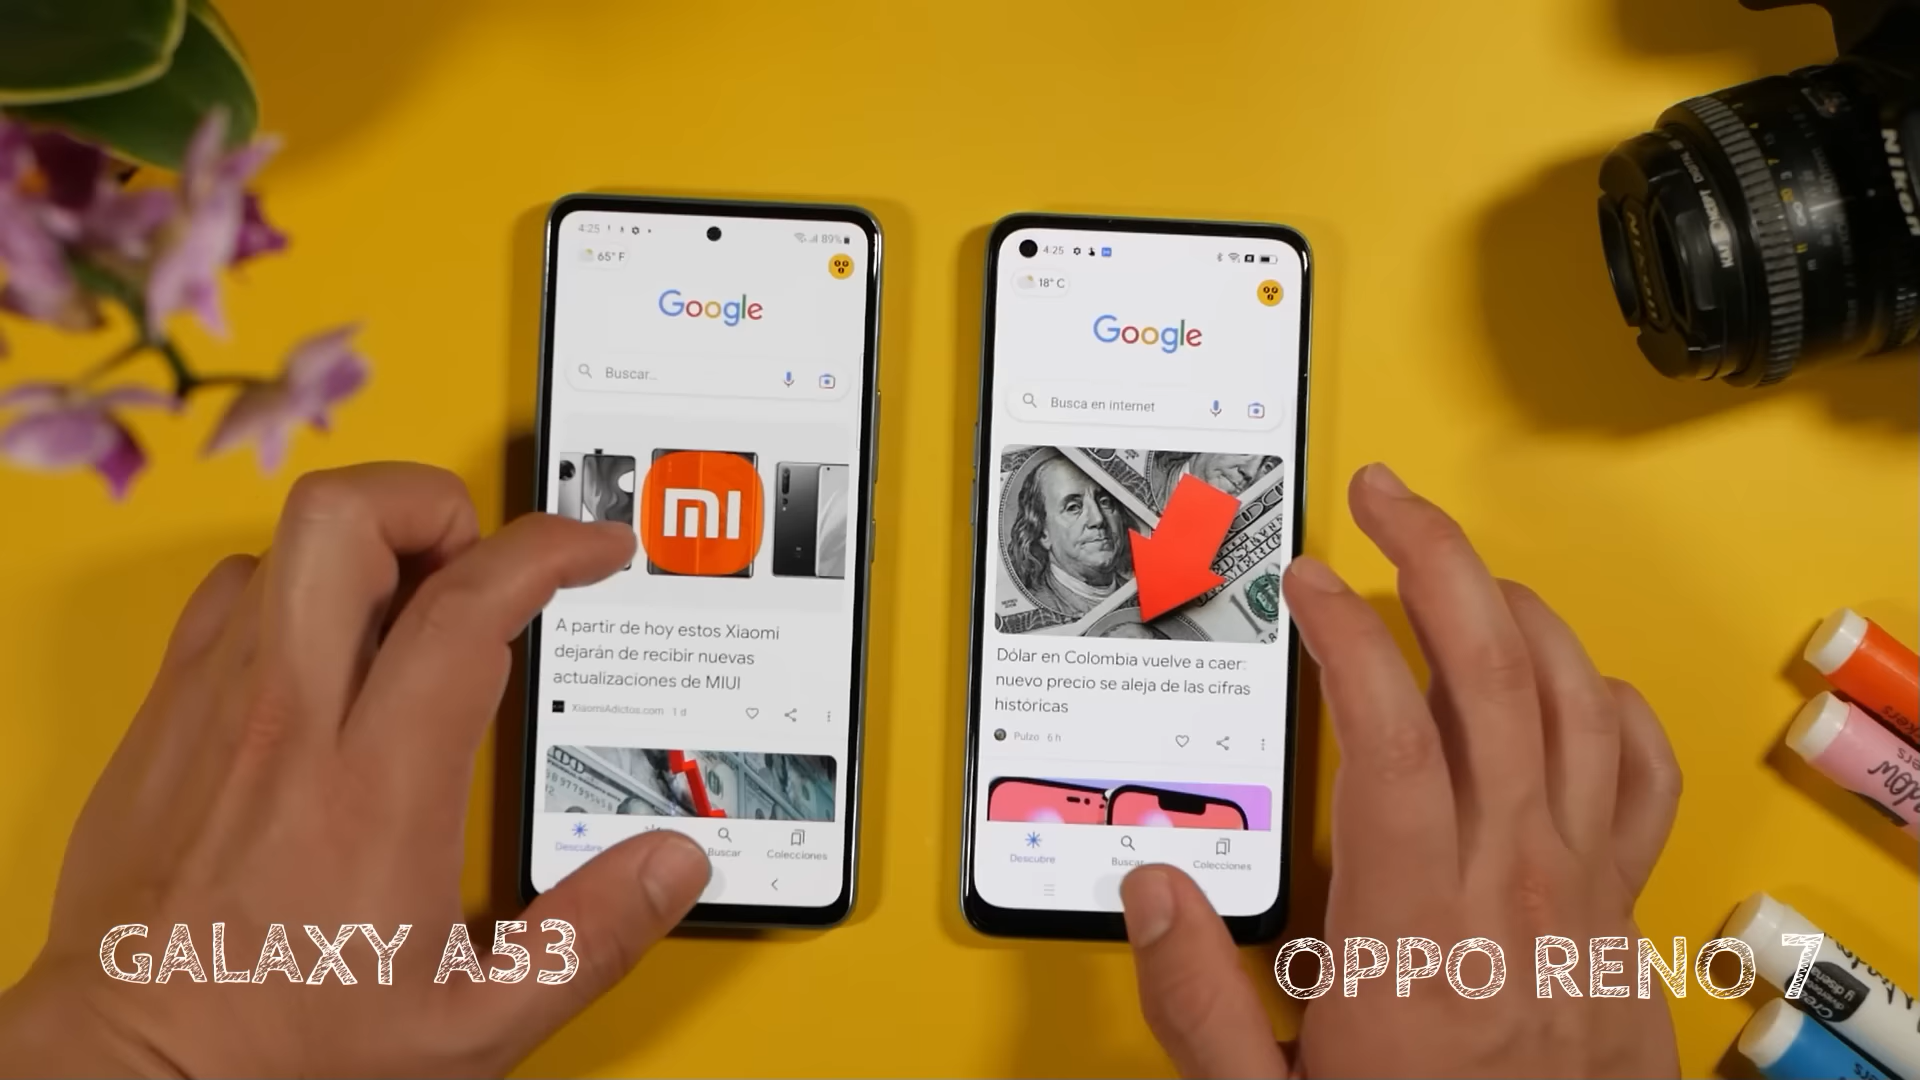 4:25
89%
65° F
Google
Buscar...
MI
A partir de hoy estos Xiaomi
dejarán de recibir nuevas
actualizaciones de MIUI
XiaomiAdictos.com 1 d
Descubre
Buscar
Colecciones
4:25
18° C
Google
Busca en internet
Dólar en Colombia vuelve a caer:
nuevo precio se aleja de las cifras
históricas
Pulzo 6 h
Descubre
Buscar
Colecciones
Nikon
NIKON
GALAXY A53
OPPO RENO 7